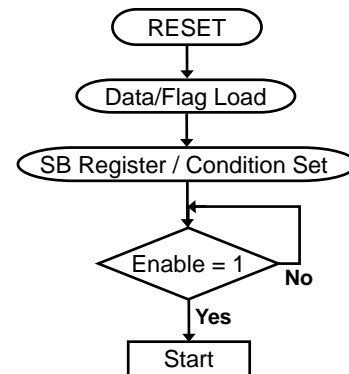 RESET
Data/Flag Load
SB Register / Condition Set
Enable = 1
No
Yes
Start